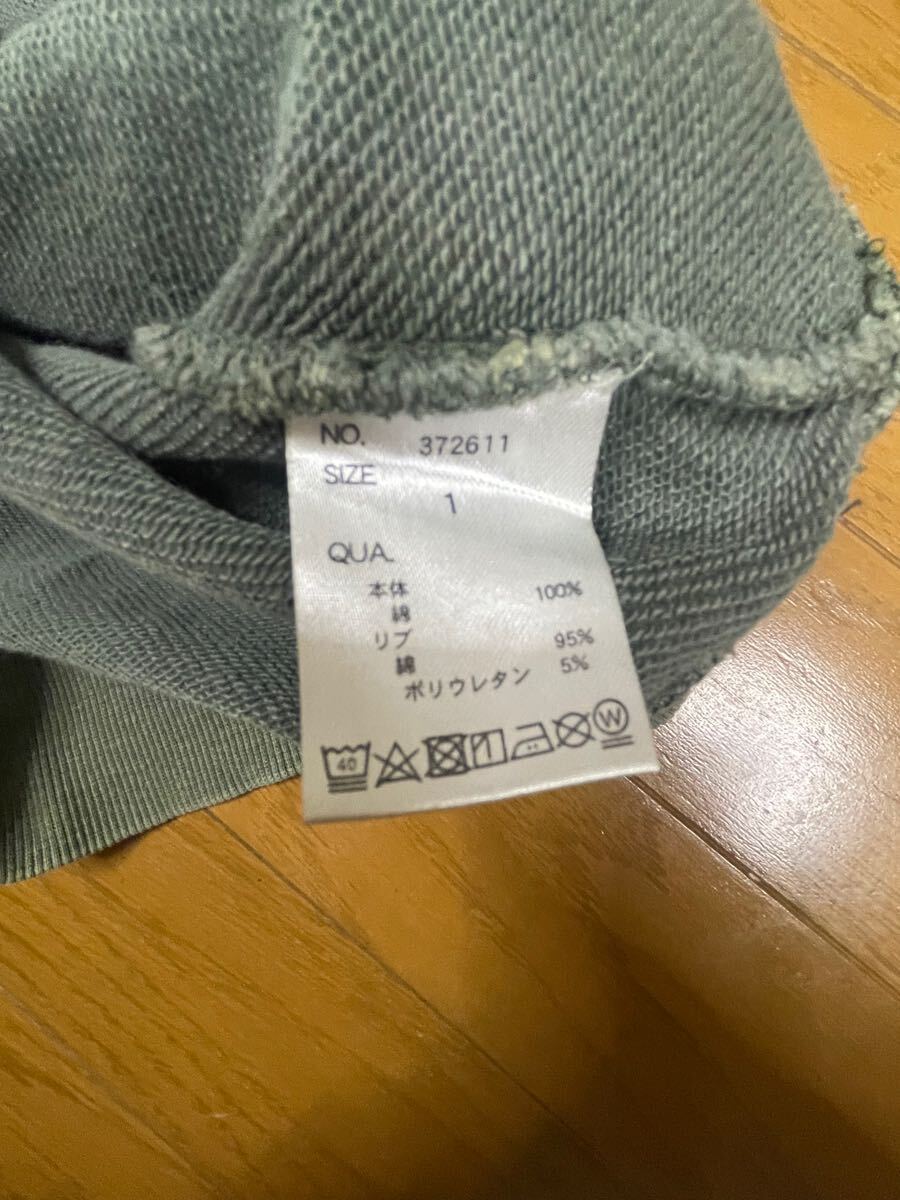 NO. 372611
SIZE
1
QUA.
本体
綿 100%
リブ
綿 95%
ポリウレタン 5%
40 W